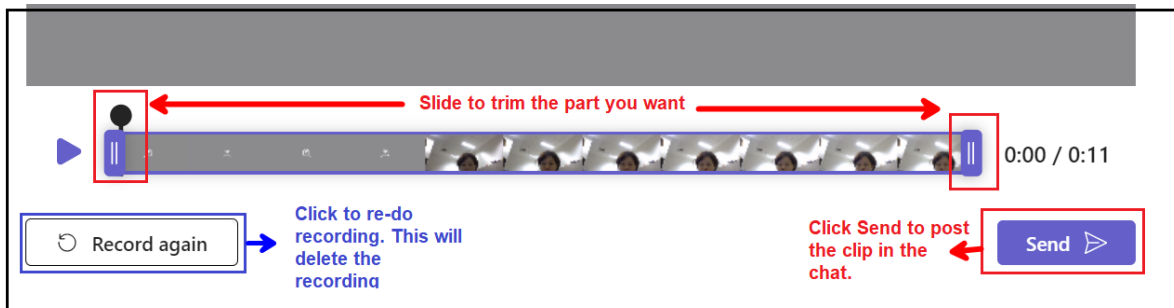 Slide to trim the part you want
0:00 / 0:11
Record again
Click to re-do
recording. This will
delete the
recording
Click Send to post
the clip in the
chat.
Send